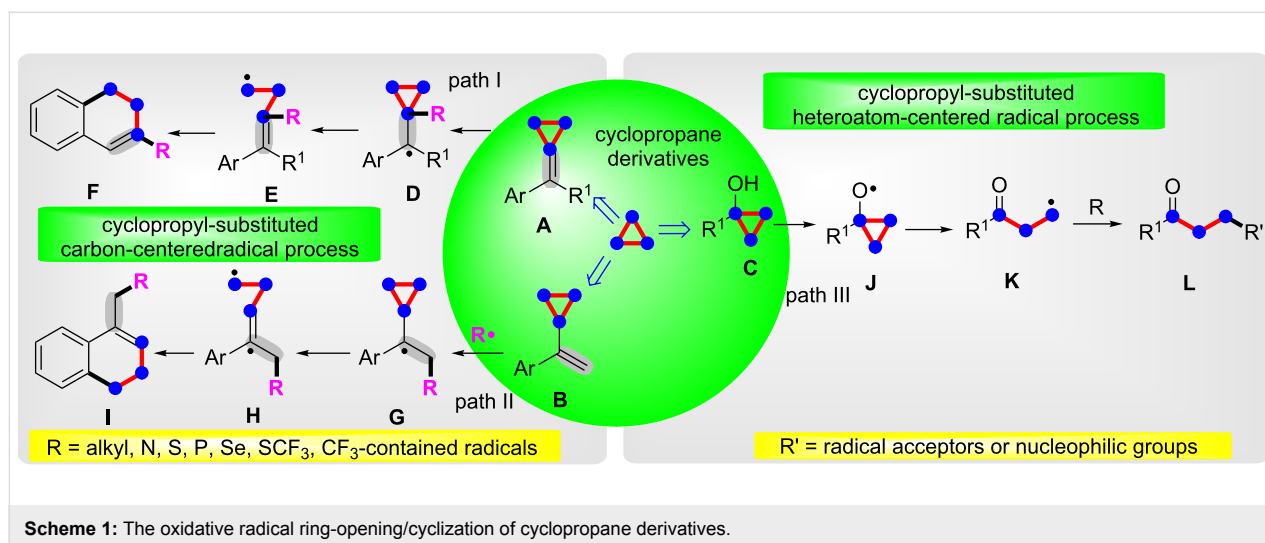 path I
R
R
Ar
R1
Ar
R1
R
F
E
D
cyclopropyl-substituted
carbon-centeredradical process
R
Ar
R
Ar
R
R•
I
H
G
path II
R = alkyl, N, S, P, Se, SCF3, CF3-contained radicals
cyclopropane
derivatives
Ar
R1
A
OH
R1
C
Ar
B
cyclopropyl-substituted
heteroatom-centered radical process
path III
O•
R1
J
O
R1
K
R
O
R1
R'
L
R' = radical acceptors or nucleophilic groups
Scheme 1: The oxidative radical ring-opening/cyclization of cyclopropane derivatives.